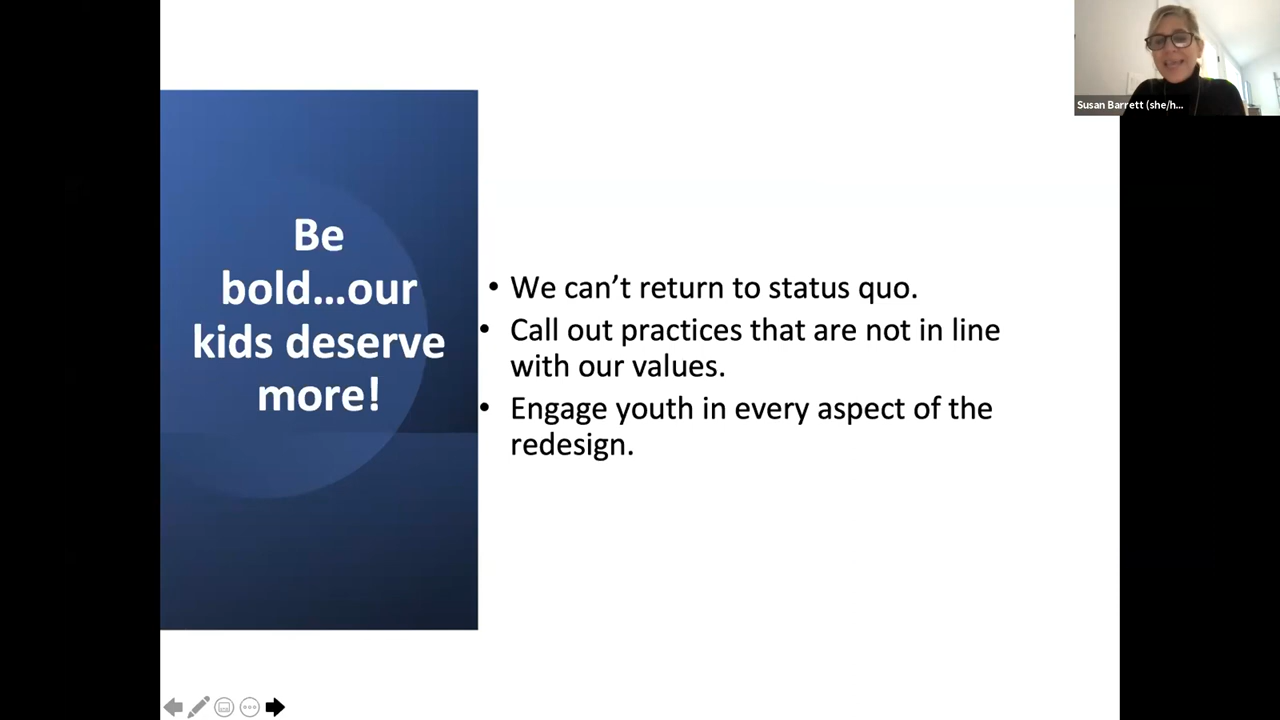 Susan Barrett (she/h...
Be
bold...our
kids deserve
more!
• We can't return to status quo.
• Call out practices that are not in line
with our values.
• Engage youth in every aspect of the
redesign.